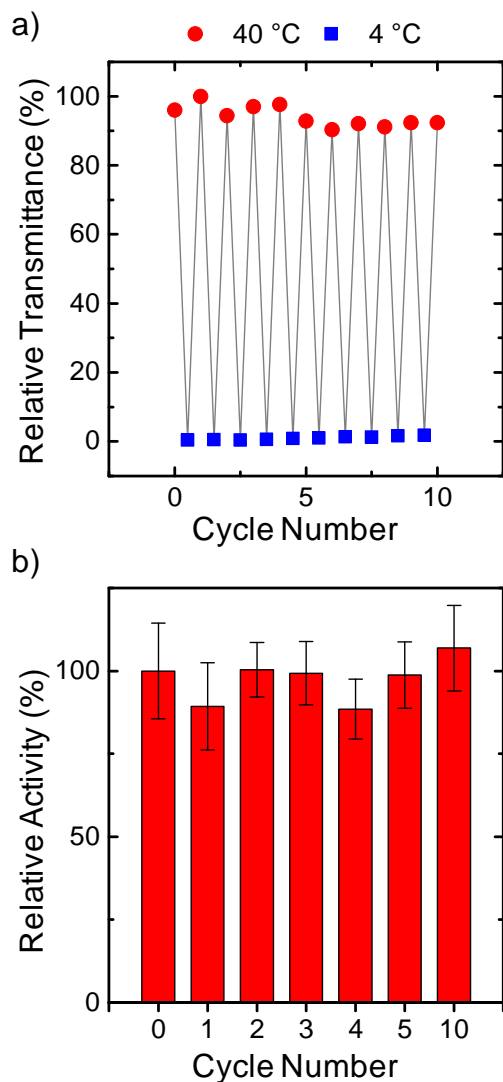 a)
40 °C 4 °C
100
80
60
40
20
0
Relative Transmittance (%)
0 5 10
Cycle Number
b)
100
50
0
Relative Activity (%)
0 1 2 3 4 5 10
Cycle Number